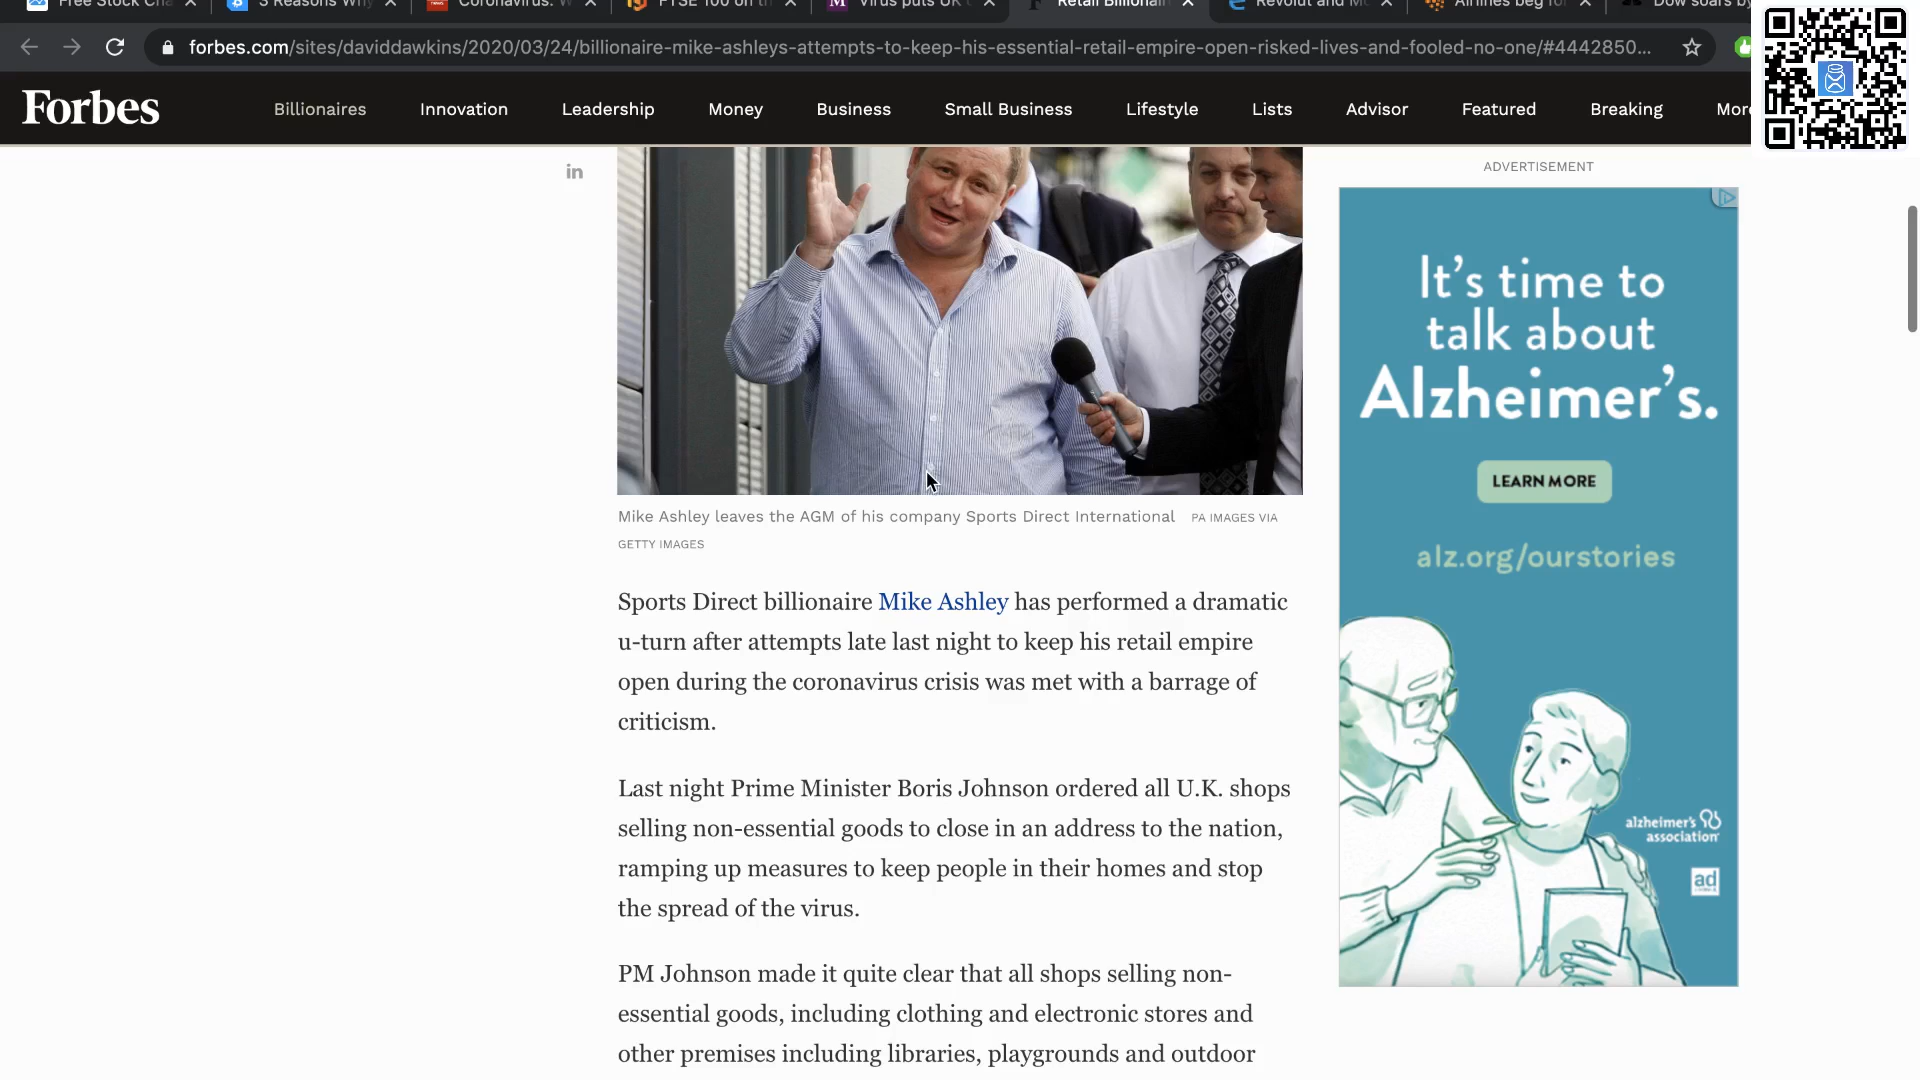 Free Stock Cha
3 Reasons Why
Coronavirus: W
FTSE 100 on th
Virus puts UK
Retail Billionair
Revolut and Mo
Airlines beg for
Dow soars by
forbes.com/sites/daviddawkins/2020/03/24/billionaire-mike-ashleys-attempts-to-keep-his-essential-retail-empire-open-risked-lives-and-fooled-no-one/#4442850...
Forbes
Billionaires
Innovation
Leadership
Money
Business
Small Business
Lifestyle
Lists
Advisor
Featured
Breaking
More
in
ADVERTISEMENT
It's time to
talk about
Alzheimer's.
LEARN MORE
alz.org/ourstories
alzheimer's
association
ad
Mike Ashley leaves the AGM of his company Sports Direct International PA IMAGES VIA
GETTY IMAGES
Sports Direct billionaire Mike Ashley has performed a dramatic
u-turn after attempts late last night to keep his retail empire
open during the coronavirus crisis was met with a barrage of
criticism.
Last night Prime Minister Boris Johnson ordered all U.K. shops
selling non-essential goods to close in an address to the nation,
ramping up measures to keep people in their homes and stop
the spread of the virus.
PM Johnson made it quite clear that all shops selling non-
essential goods, including clothing and electronic stores and
other premises including libraries, playgrounds and outdoor